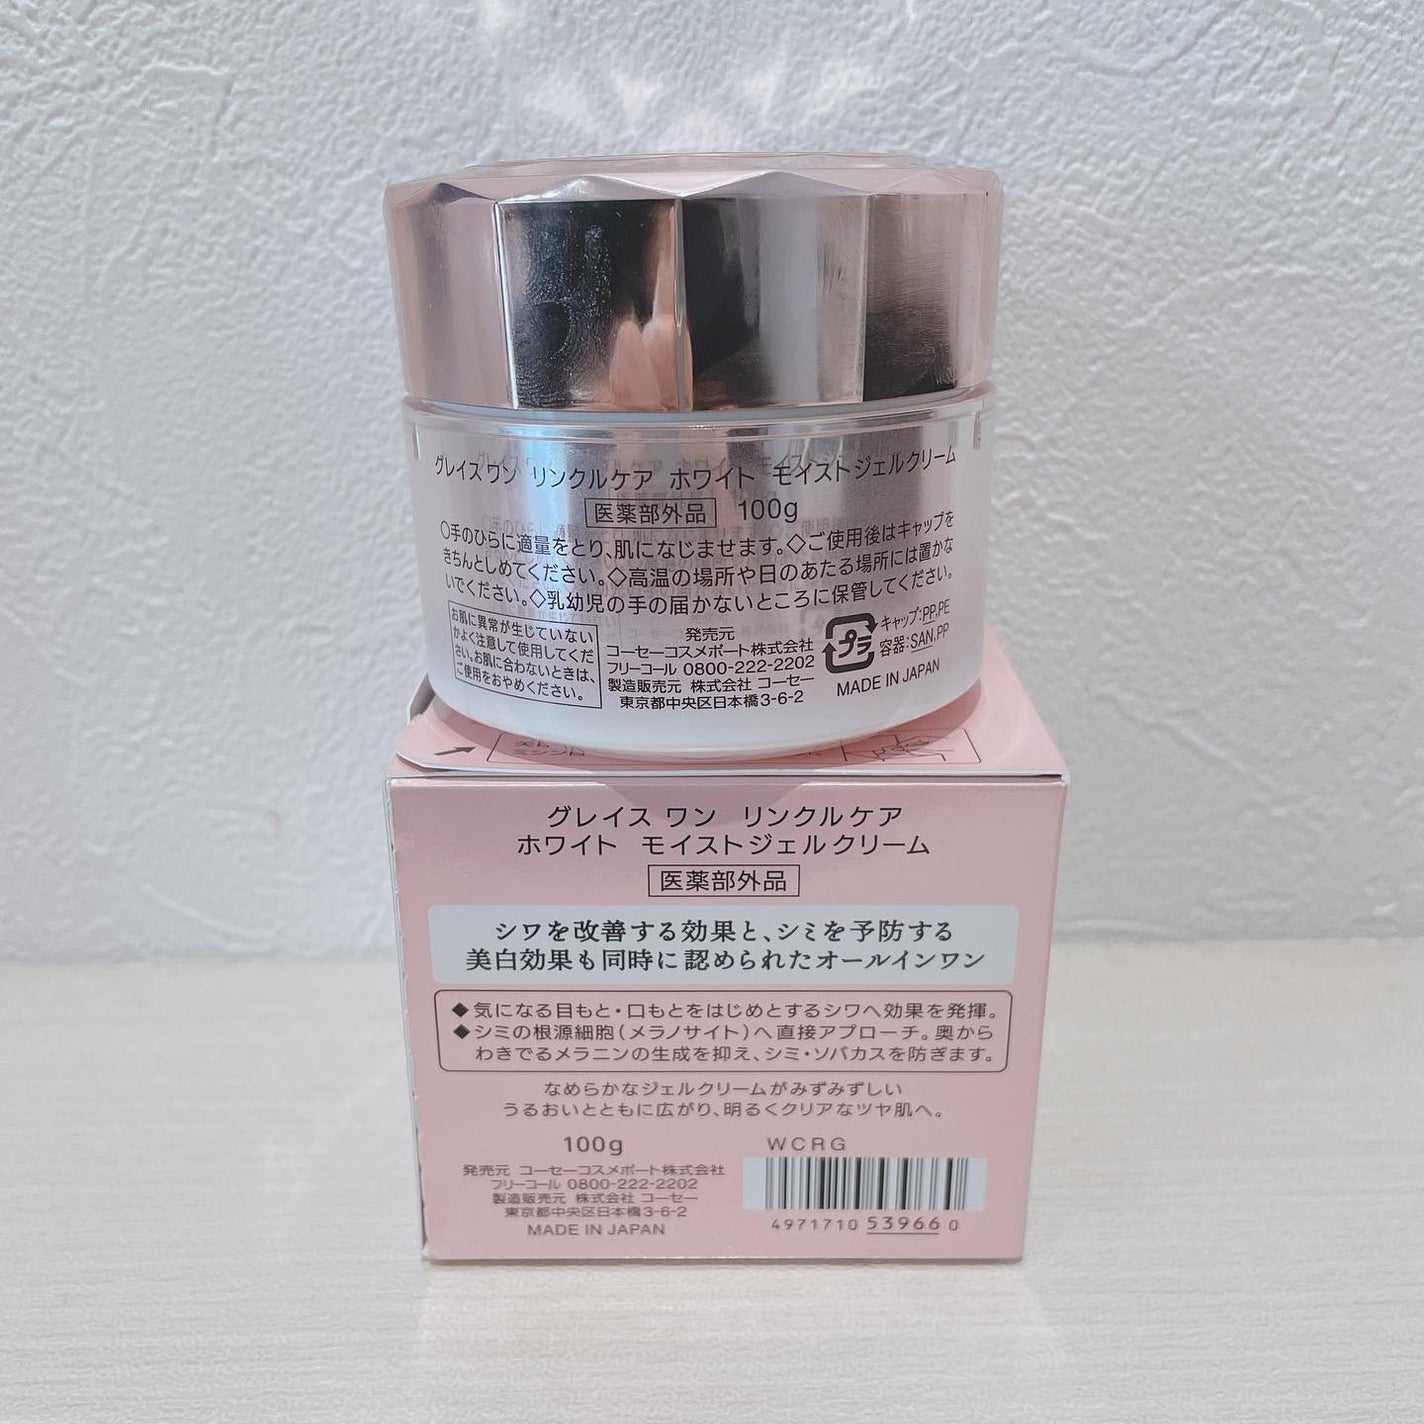 グレイス ワン リンクルケア ホワイト モイストジェルクリーム
医薬部外品 100g
○手のひらに適量をとり、肌になじませます。◇ご使用後はキャップを
きちんとしめてください。◇高温の場所や日のあたる場所には置かな
いでください。◇乳幼児の手の届かないところに保管してください。
お肌に異常が生じていない
かよく注意して使用してくだ
さい。お肌に合わないときは、
ご使用をおやめください。
発売元
コーセーコスメポート株式会社
フリーコール 0800-222-2202
製造販売元 株式会社 コーセー
東京都中央区日本橋3-6-2
プラ
キャップ:PP,PE
容器:SAN,PP
MADE IN JAPAN
グレイス ワン リンクルケア
ホワイト モイストジェルクリーム
医薬部外品
シワを改善する効果と、シミを予防する
美白効果も同時に認められたオールインワン
◆気になる目もと・口もとをはじめとするシワへ効果を発揮。
◆シミの根源細胞(メラノサイト)へ直接アプローチ。奥から
わきでるメラニンの生成を抑え、シミ・ソバカスを防ぎます。
なめらかなジェルクリームがみずみずしい
うるおいとともに広がり、明るくクリアなツヤ肌へ。
100g
発売元 コーセーコスメポート株式会社
フリーコール 0800-222-2202
製造販売元 株式会社 コーセー
東京都中央区日本橋3-6-2
MADE IN JAPAN
WCRG
4971710 539660